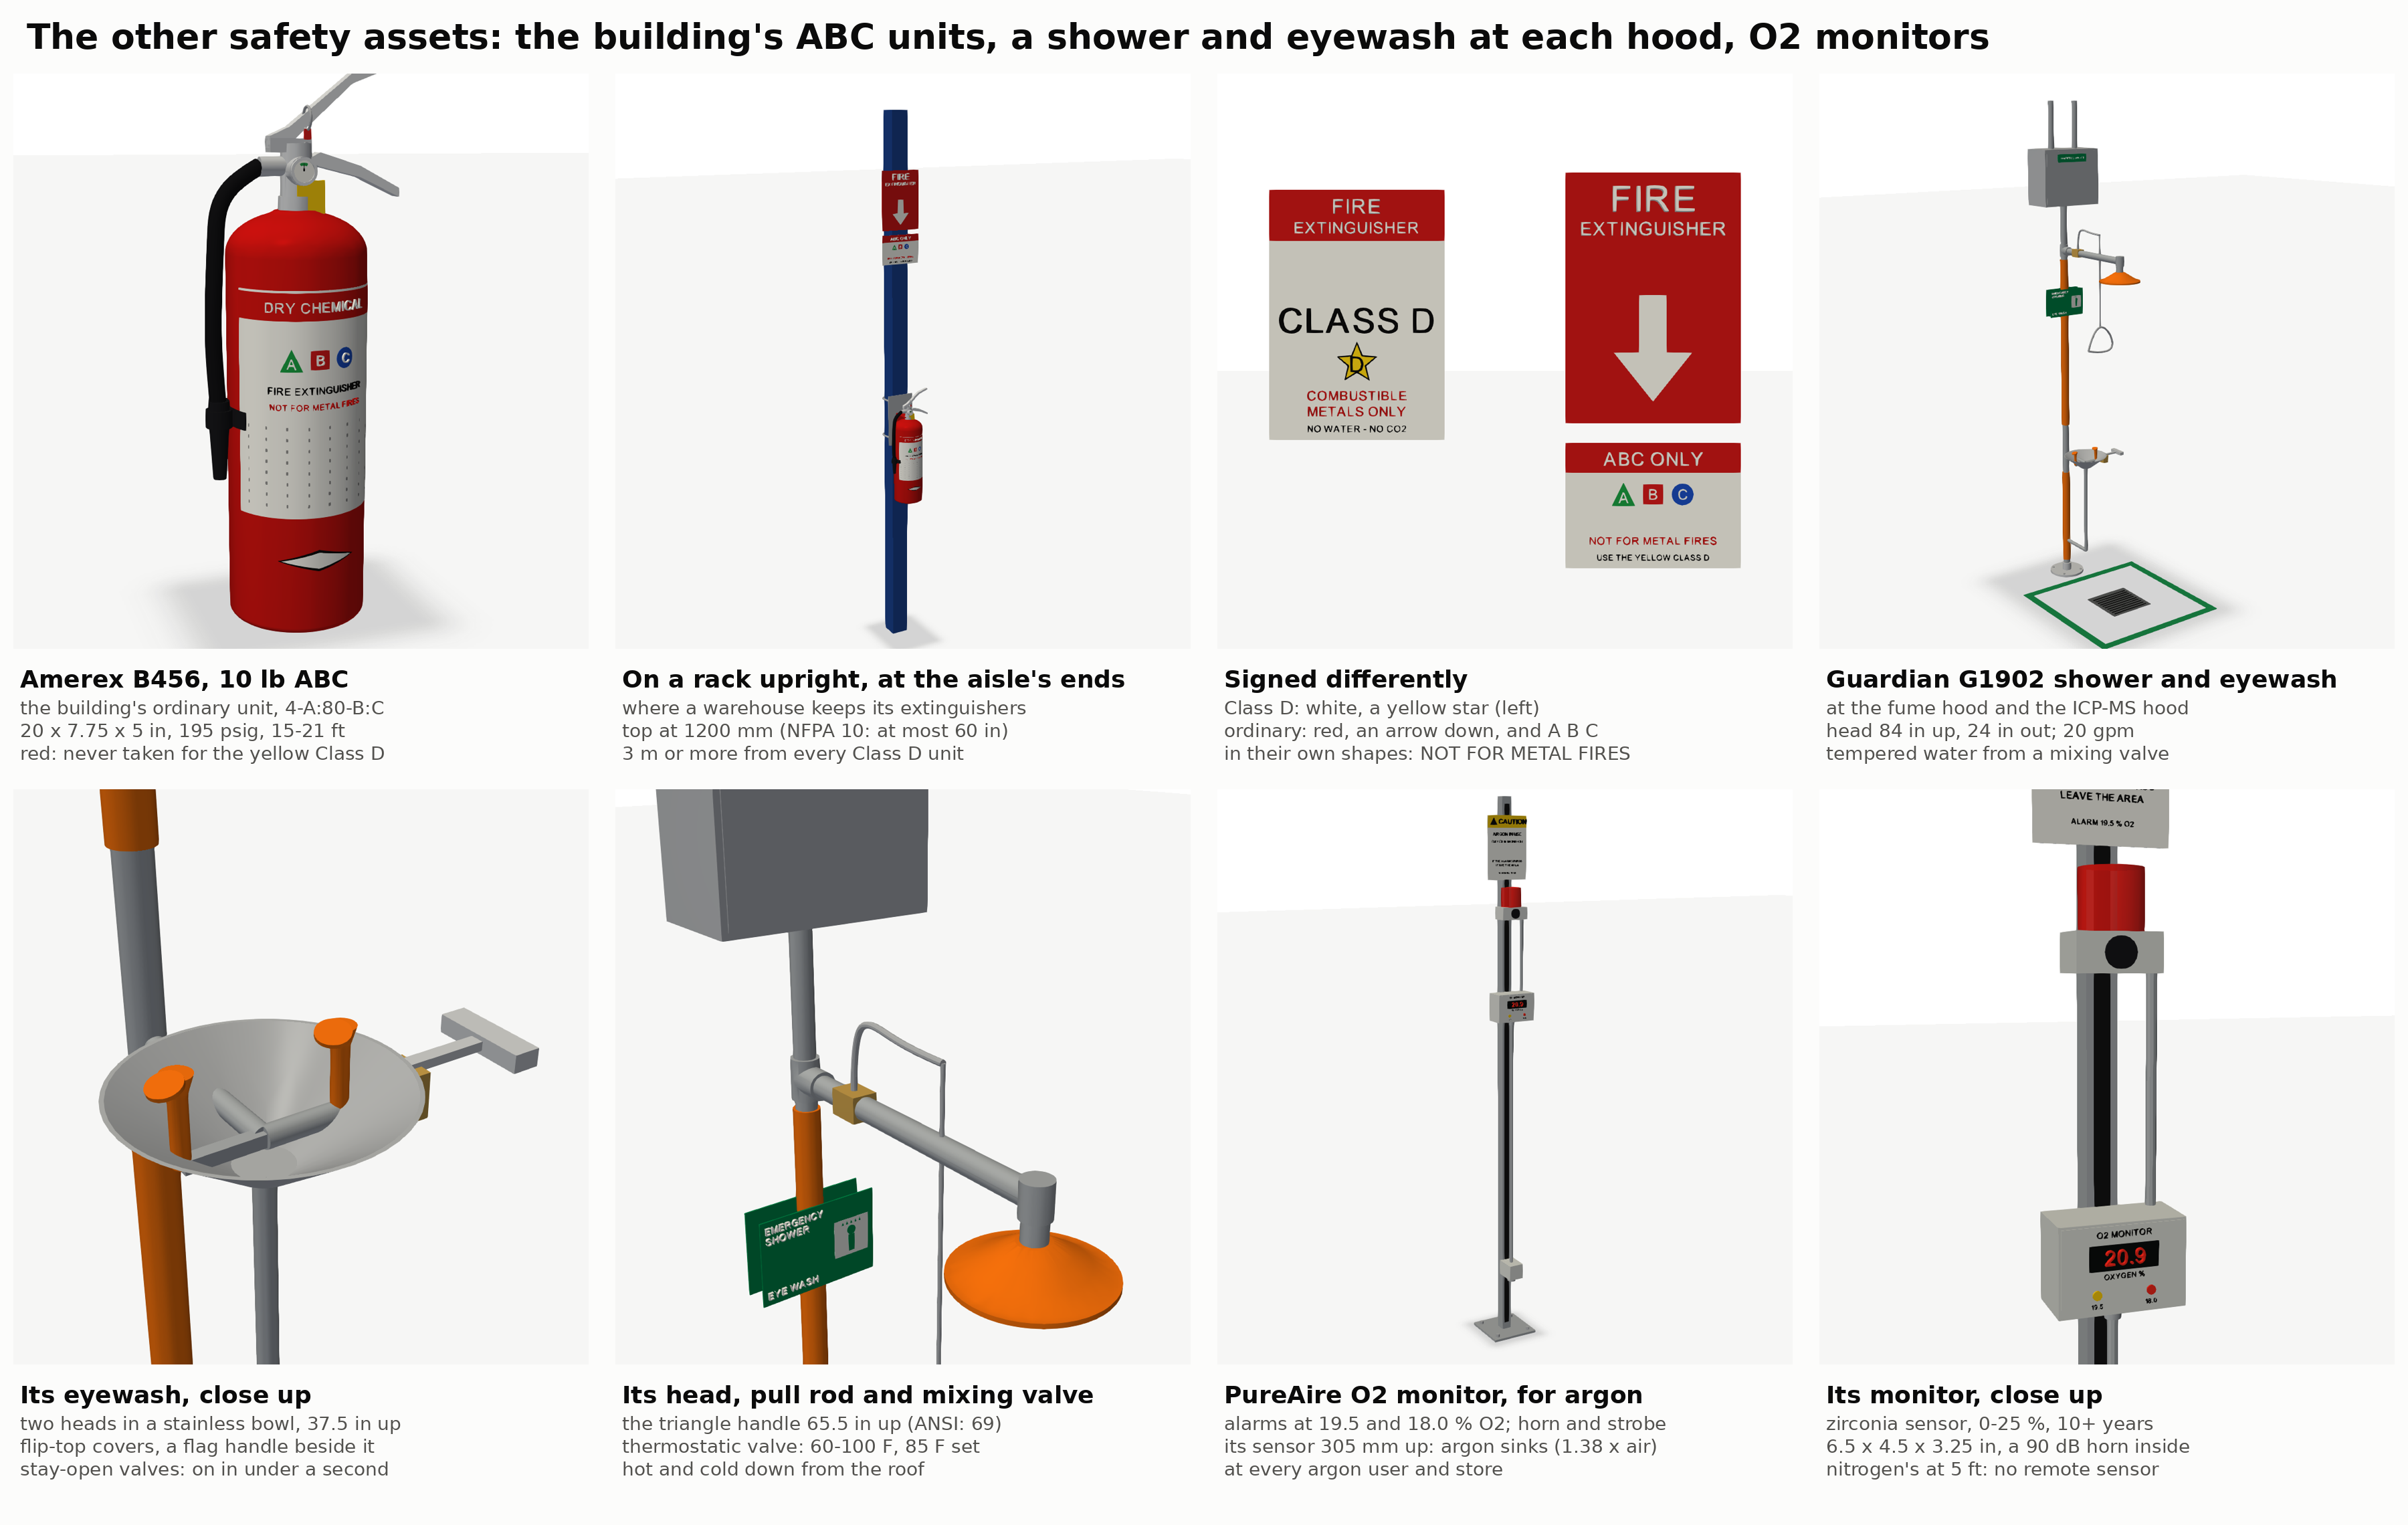 The other safety assets: the building's ABC units, a shower and eyewash at each hood, O2 monitors
DRY CHEMICAL
A B C
FIRE EXTINGUISHER
NOT FOR METAL FIRES
FIRE
EXTINGUISHER
ABC ONLY
FIRE
EXTINGUISHER
CLASS D
D
COMBUSTIBLE
METALS ONLY
NO WATER - NO CO2
FIRE
EXTINGUISHER
ABC ONLY
A B C
NOT FOR METAL FIRES
USE THE YELLOW CLASS D
Amerex B456, 10 lb ABC
the building's ordinary unit, 4-A:80-B:C
20 x 7.75 x 5 in, 195 psig, 15-21 ft
red: never taken for the yellow Class D
On a rack upright, at the aisle's ends
where a warehouse keeps its extinguishers
top at 1200 mm (NFPA 10: at most 60 in)
3 m or more from every Class D unit
Signed differently
Class D: white, a yellow star (left)
ordinary: red, an arrow down, and A B C
in their own shapes: NOT FOR METAL FIRES
Guardian G1902 shower and eyewash
at the fume hood and the ICP-MS hood
head 84 in up, 24 in out; 20 gpm
tempered water from a mixing valve
EMERGENCY
SHOWER
EYE WASH
CAUTION
20.9
LEAVE THE AREA
ALARM 19.5 % O2
O2 MONITOR
20.9
OXYGEN %
19.5 18.0
Its eyewash, close up
two heads in a stainless bowl, 37.5 in up
flip-top covers, a flag handle beside it
stay-open valves: on in under a second
Its head, pull rod and mixing valve
the triangle handle 65.5 in up (ANSI: 69)
thermostatic valve: 60-100 F, 85 F set
hot and cold down from the roof
PureAire O2 monitor, for argon
alarms at 19.5 and 18.0 % O2; horn and strobe
its sensor 305 mm up: argon sinks (1.38 x air)
at every argon user and store
Its monitor, close up
zirconia sensor, 0-25 %, 10+ years
6.5 x 4.5 x 3.25 in, a 90 dB horn inside
nitrogen's at 5 ft: no remote sensor